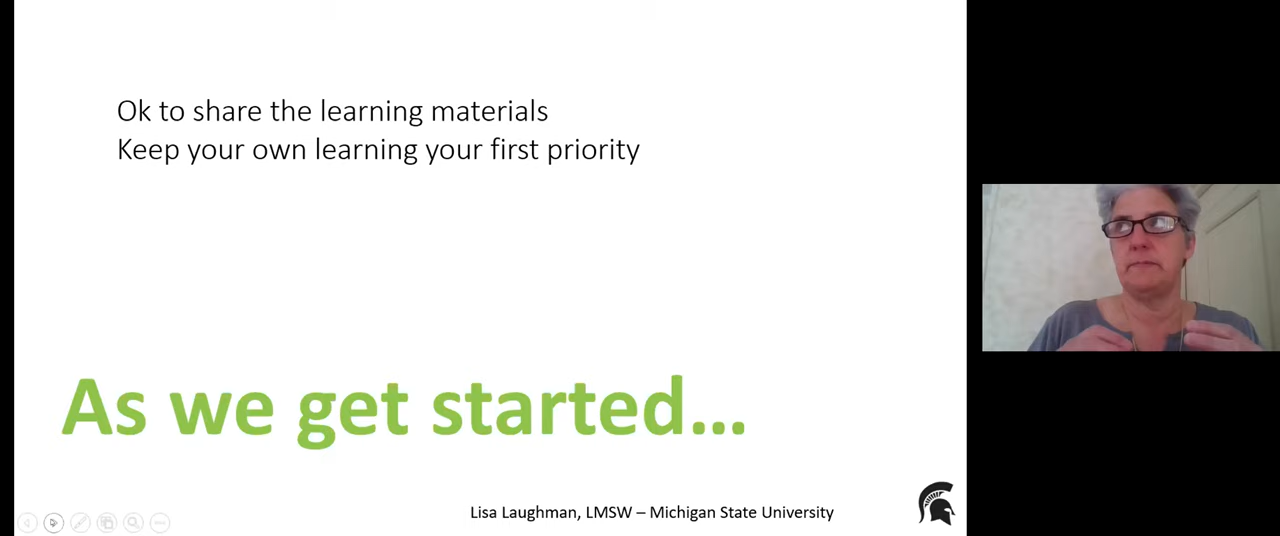 Ok to share the learning materials
Keep your own learning your first priority
As we get started...
Lisa Laughman, LMSW – Michigan State University